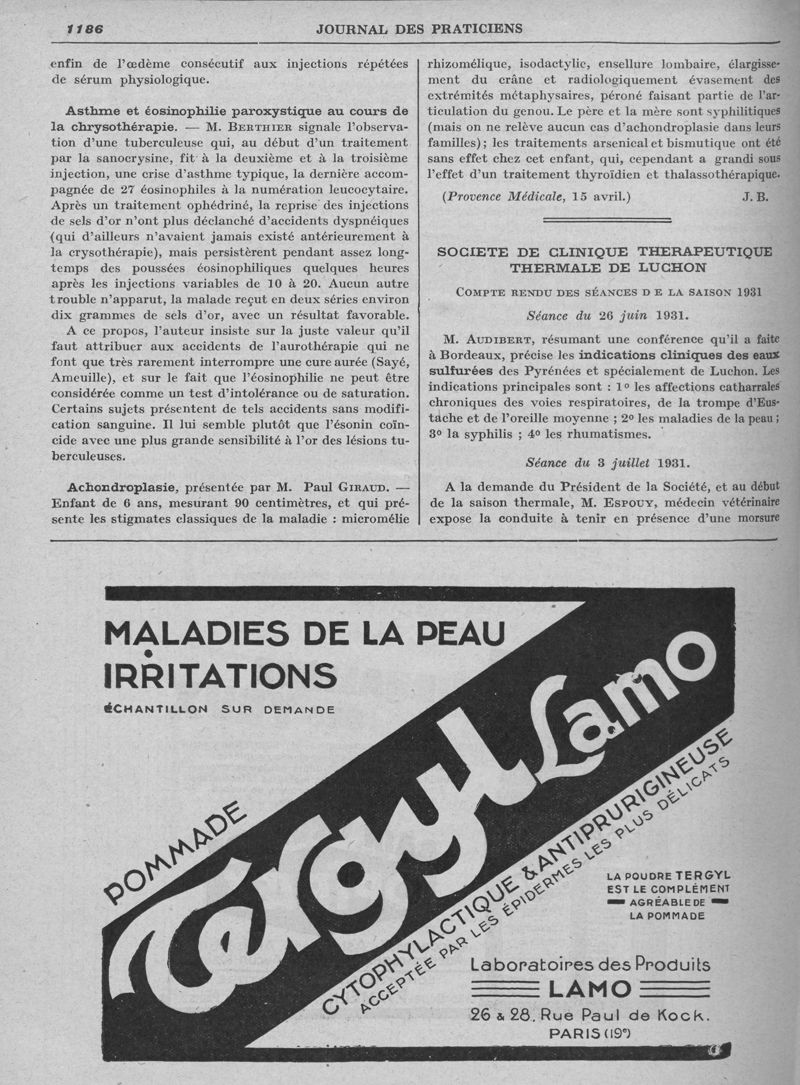 1186
JOURNAL DES PRATICIENS
enfin de l'œdème consécutif aux injections répétées
de sérum physiologique.
Asthme et éosinophilie paroxystique au cours de
la chrysothérapie. — M. BERTHIER signale l'observa-
tion d'une tuberculeuse qui, au début d'un traitement
par la sanocrysine, fit à la deuxième et à la troisième
injection, une crise d'asthme typique, la dernière accom-
pagnée de 27 éosinophiles à la numération leucocytaire.
Après un traitement ophédriné, la reprise des injections
de sels d'or n'ont plus déclanché d'accidents dyspnéiques
(qui d'ailleurs n'avaient jamais existé antérieurement à
la crysothérapie), mais persistèrent pendant assez long-
temps des poussées éosinophiliques quelques heures
après les injections variables de 10 à 20. Aucun autre
trouble n'apparut, la malade reçut en deux séries environ
dix grammes de sels d'or, avec un résultat favorable.
A ce propos, l'auteur insiste sur la juste valeur qu'il
faut attribuer aux accidents de l'aurothérapie qui ne
font que très rarement interrompre une cure aurée (Sayé,
Ameuille), et sur le fait que l'éosinophilie ne peut être
considérée comme un test d'intolérance ou de saturation.
Certains sujets présentent de tels accidents sans modifi-
cation sanguine. Il lui semble plutôt que l'ésonin coïn-
cide avec une plus grande sensibilité à l'or des lésions tu-
berculeuses.
Achondroplasie, présentée par M. Paul GIRAUD. —
Enfant de 6 ans, mesurant 90 centimètres, et qui pré-
sente les stigmates classiques de la maladie : micromélie
rhizomélique, isodactylie, ensellure lombaire, élargisse-
ment du crâne et radiologiquement évasement des
extrémités métaphysaires, péroné faisant partie de l'ar-
ticulation du genou. Le père et la mère sont syphilitiques
(mais on ne relève aucun cas d'achondroplasie dans leurs
familles) ; les traitements arsenical et bismutique ont été
sans effet chez cet enfant, qui, cependant a grandi sous
l'effet d'un traitement thyroïdien et thalassothérapique.
(Provence Médicale, 15 avril.) J. B.
SOCIETE DE CLINIQUE THERAPEUTIQUE
THERMALE DE LUCHON
COMPTE RENDU DES SÉANCES D E LA SAISON 1931
Séance du 26 juin 1931.
M. AUDIBERT, résumant une conférence qu'il a faite
à Bordeaux, précise les indications cliniques des eaux
sulfurées des Pyrénées et spécialement de Luchon. Les
indications principales sont : 1º les affections catharrales
chroniques des voies respiratoires, de la trompe d'Eus-
tache et de l'oreille moyenne ; 2º les maladies de la peau ;
3º la syphilis ; 4º les rhumatismes.
Séance du 3 juillet 1931.
A la demande du Président de la Société, et au début
de la saison thermale, M. ESPOUY, médecin vétérinaire
expose la conduite à tenir en présence d'une morsure
MALADIES DE LA PEAU
IRRITATIONS
ÉCHANTILLON SUR DEMANDE
POMMADE
Tergyl Lamo
CYTOPHYLACTIQUE & ANTIPRURIGINEUSE
ACCEPTÉE PAR LES ÉPIDERMES LES PLUS DÉLICATS
LA POUDRE TERGYL
EST LE COMPLÉMENT
AGRÉABLE DE
LA POMMADE
Laboratoires des Produits
LAMO
26 & 28. Rue Paul de Kock.
PARIS (19e)